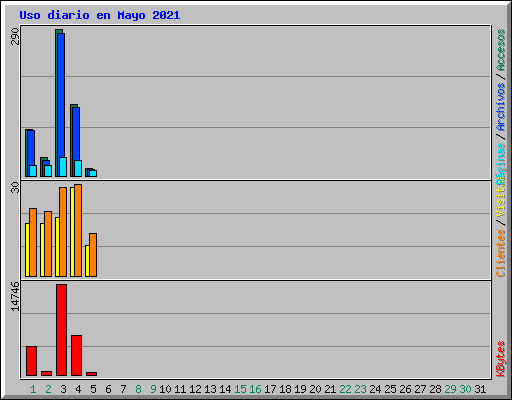 Uso diario en Mayo 2021
290
30
14746
Accesos
/
Archivos
/
Páginas
Visitas
/
Clientes
KBytes
1 2 3 4 5 6 7 8 9 10 11 12 13 14 15 16 17 18 19 20 21 22 23 24 25 26 27 28 29 30 31